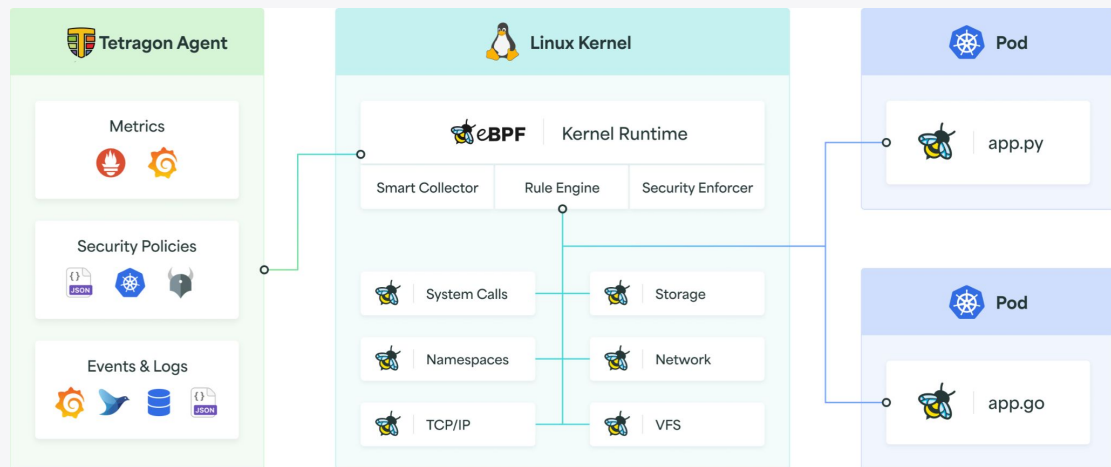 Tetragon Agent
Metrics
Security Policies
{} JSON
Events & Logs
{} JSON
Linux Kernel
eBPF Kernel Runtime
Smart Collector Rule Engine Security Enforcer
System Calls Storage
Namespaces Network
TCP/IP VFS
Pod
app.py
Pod
app.go